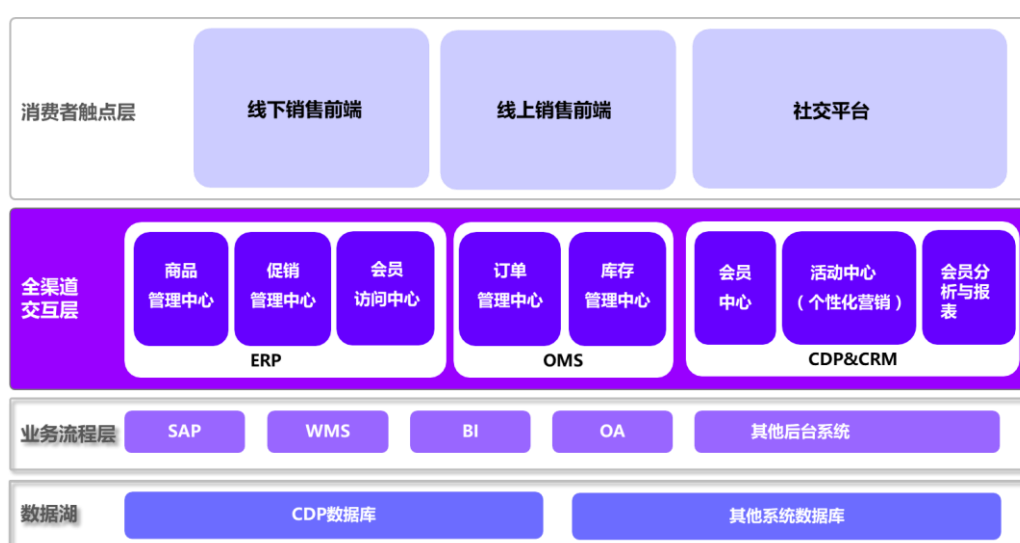 消费者触点层
线下销售前端
线上销售前端
社交平台
全渠道
交互层
商品
管理中心
促销
管理中心
会员
访问中心
ERP
订单
管理中心
库存
管理中心
OMS
会员
中心
活动中心
（个性化营销）
会员分
析与报
表
CDP&CRM
业务流程层
SAP
WMS
BI
OA
其他后台系统
数据湖
CDP数据库
其他系统数据库